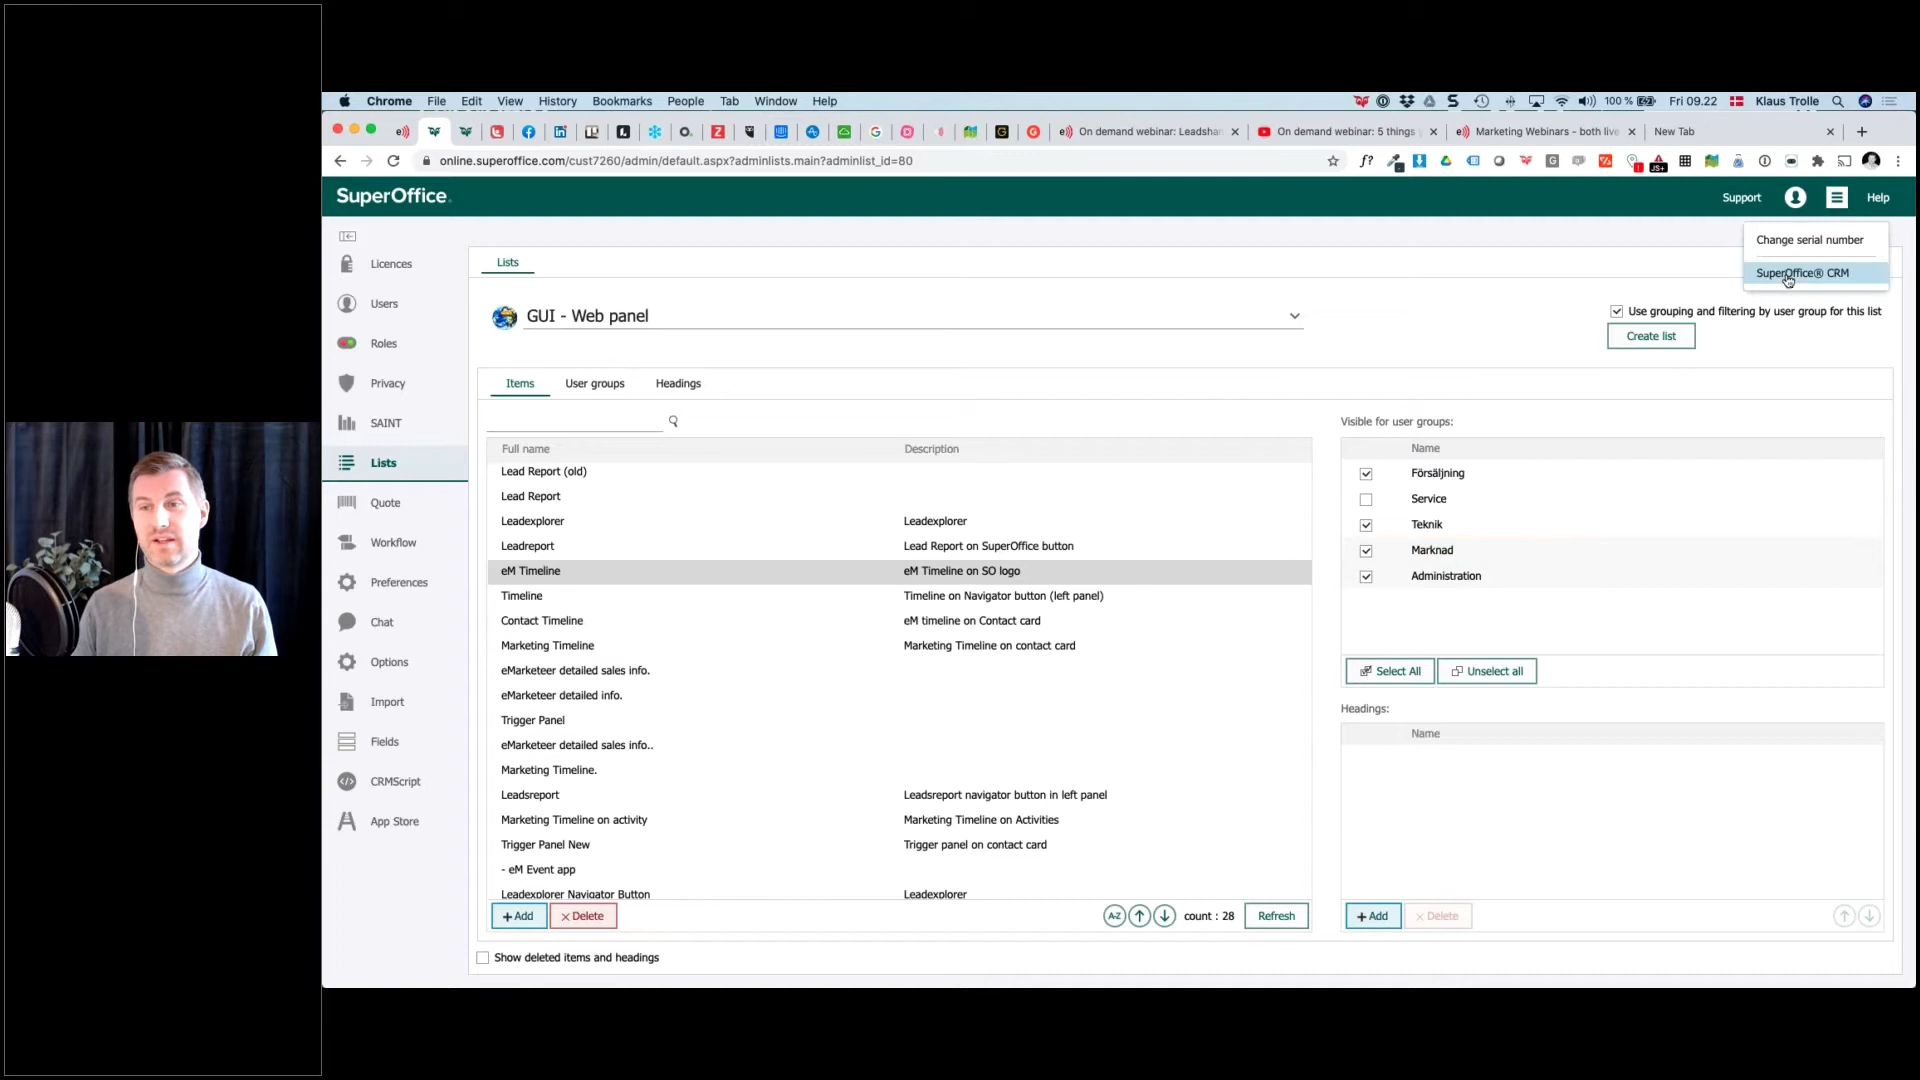 Chrome File Edit View History Bookmarks People Tab Window Help
100 % Fri 09.22 Klaus Trolle
On demand webinar: Leadshar
On demand webinar: 5 things
Marketing Webinars - both live
New Tab
online.superoffice.com/cust7260/admin/default.aspx?adminlists.main?adminlist_id=80
SuperOffice.
Support
Help
Change serial number
SuperOffice® CRM
Licences
Users
Roles
Privacy
SAINT
Lists
Quote
Workflow
Preferences
Chat
Options
Import
Fields
CRMScript
App Store
Lists
GUI - Web panel
Use grouping and filtering by user group for this list
Create list
Items User groups Headings
Full name Description
Lead Report (old)
Lead Report
Leadexplorer Leadexplorer
Leadreport Lead Report on SuperOffice button
eM Timeline eM Timeline on SO logo
Timeline Timeline on Navigator button (left panel)
Contact Timeline eM timeline on Contact card
Marketing Timeline Marketing Timeline on contact card
eMarketeer detailed sales info.
eMarketeer detailed info.
Trigger Panel
eMarketeer detailed sales info..
Marketing Timeline.
Leadsreport Leadsreport navigator button in left panel
Marketing Timeline on activity Marketing Timeline on Activities
Trigger Panel New Trigger panel on contact card
- eM Event app
Leadexplorer Navigator Button Leadexplorer
+ Add × Delete A-Z count : 28 Refresh
Show deleted items and headings
Visible for user groups:
Name
Försäljning
Service
Teknik
Marknad
Administration
Select All Unselect all
Headings:
Name
+ Add × Delete